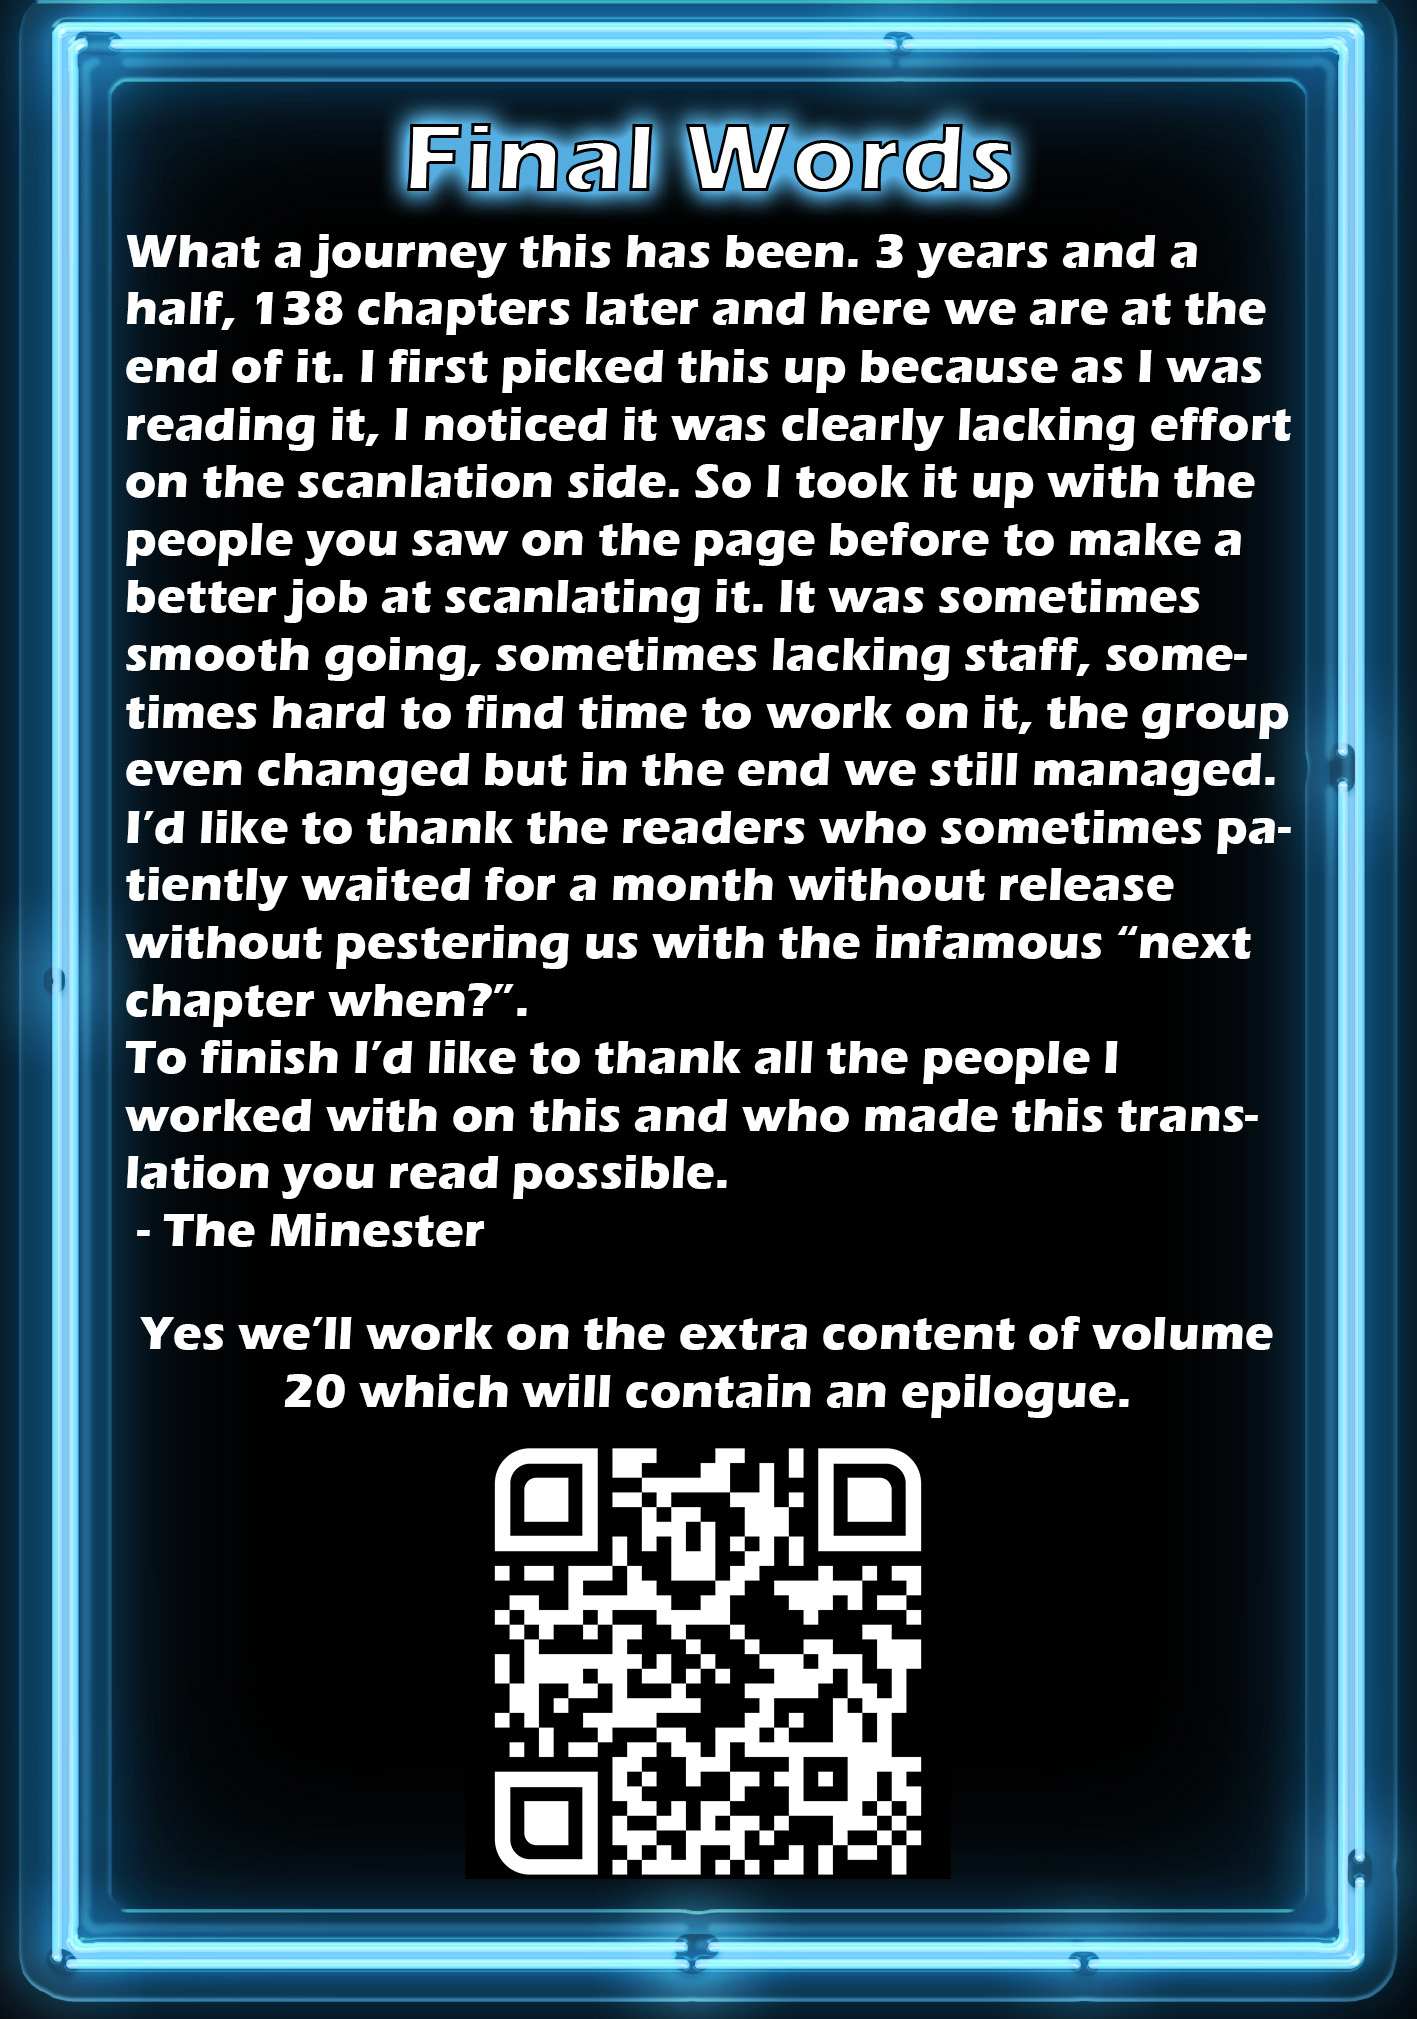 Final Words
What a journey this has been. 3 years and a
half, 138 chapters later and here we are at the
end of it. I first picked this up because as I was
reading it, I noticed it was clearly lacking effort
on the scanlation side. So I took it up with the
people you saw on the page before to make a
better job at scanlating it. It was sometimes
smooth going, sometimes lacking staff, some-
times hard to find time to work on it, the group
even changed but in the end we still managed.
I'd like to thank the readers who sometimes pa-
tiently waited for a month without release
without pestering us with the infamous “next
chapter when?”.
To finish I'd like to thank all the people I
worked with on this and who made this trans-
lation you read possible.
- The Minester
Yes we'll work on the extra content of volume
20 which will contain an epilogue.